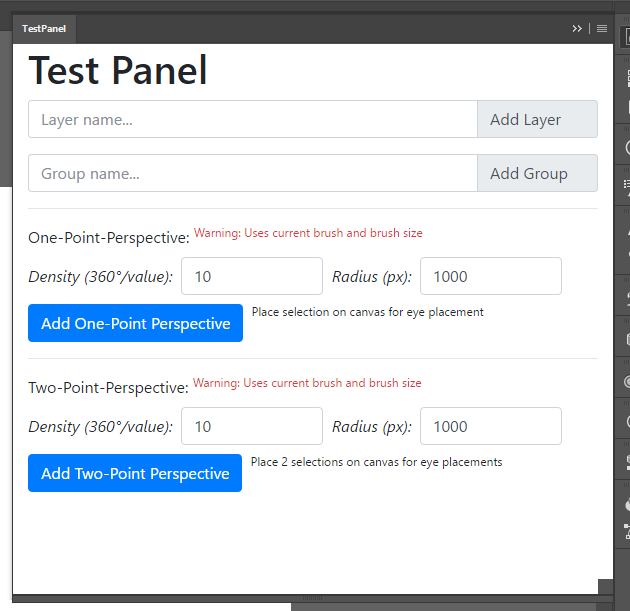 TestPanel
Test Panel
Layer name... Add Layer
Group name... Add Group
One-Point-Perspective: Warning: Uses current brush and brush size
Density (360°/value): 10 Radius (px): 1000
Add One-Point Perspective Place selection on canvas for eye placement
Two-Point-Perspective: Warning: Uses current brush and brush size
Density (360°/value): 10 Radius (px): 1000
Add Two-Point Perspective Place 2 selections on canvas for eye placements